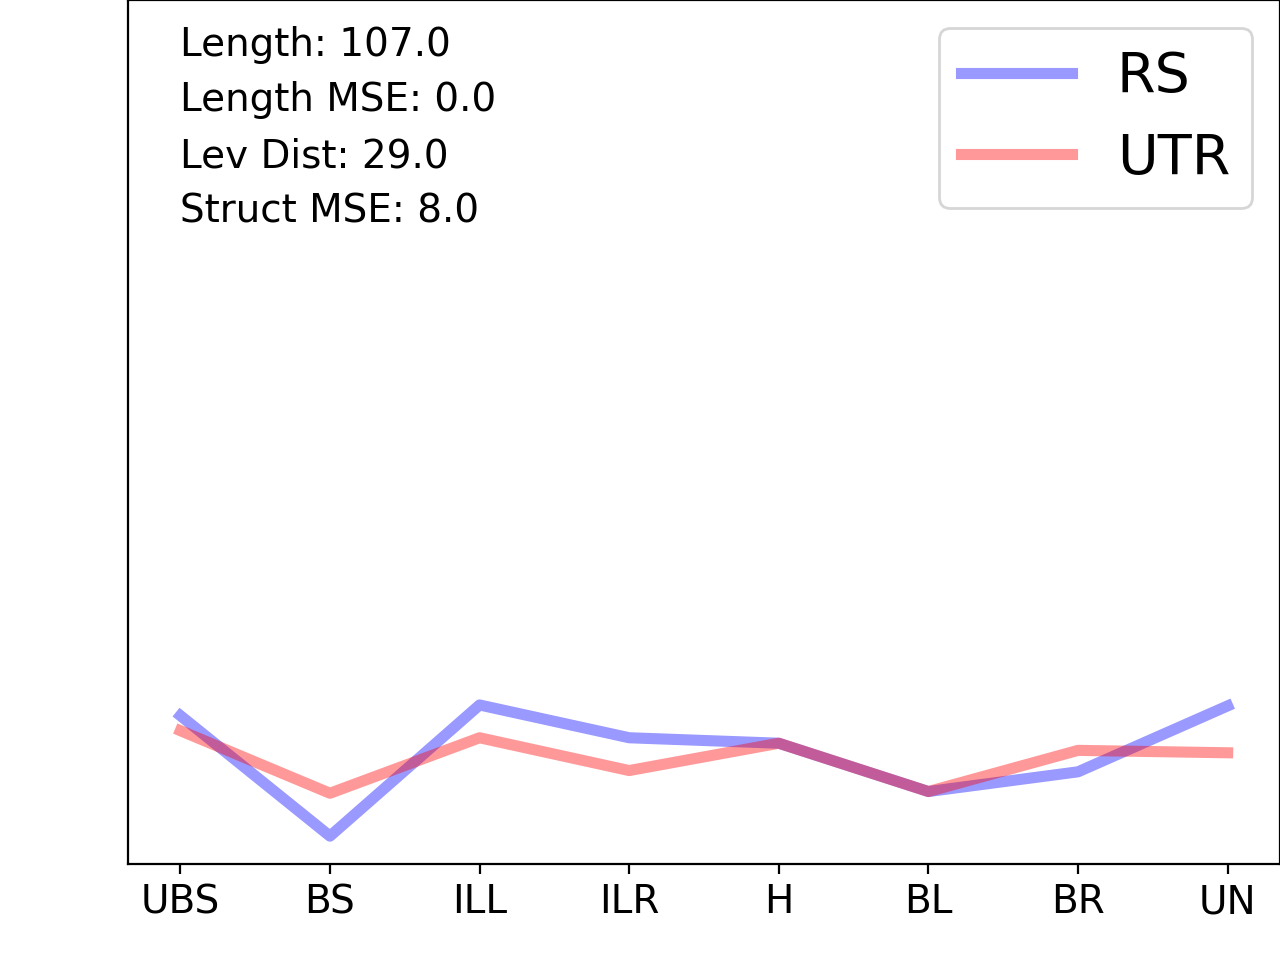 Length: 107.0
Length MSE: 0.0
Lev Dist: 29.0
Struct MSE: 8.0
RS
UTR
UBS BS ILL ILR H BL BR UN